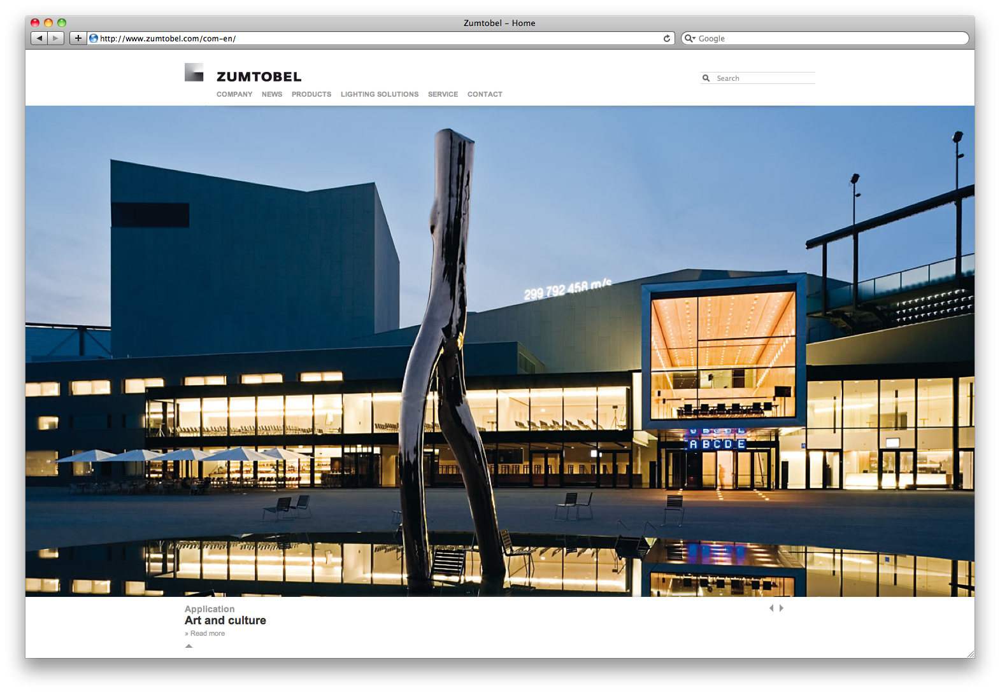 Zumtobel – Home
http://www.zumtobel.com/com-en/
Google
ZUMTOBEL
Search
COMPANY NEWS PRODUCTS LIGHTING SOLUTIONS SERVICE CONTACT
299 792 458 m/s
A B C D E
Application
Art and culture
» Read more